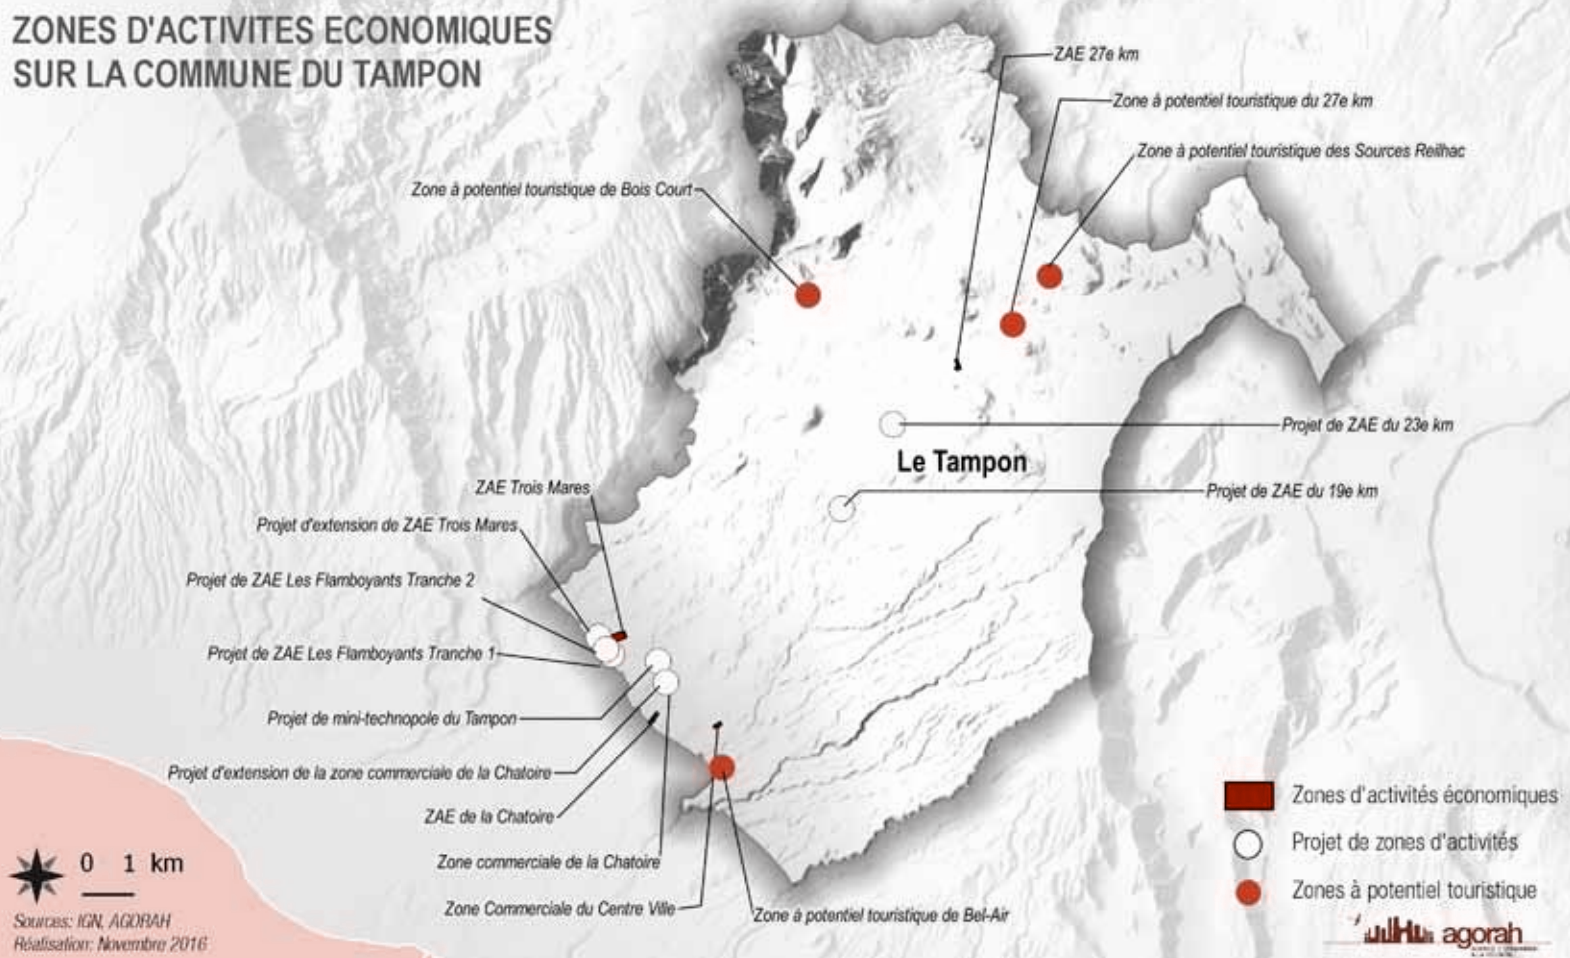 ZONES D'ACTIVITES ECONOMIQUES
SUR LA COMMUNE DU TAMPON
ZAE 27e km
Zone à potentiel touristique du 27e km
Zone à potentiel touristique des Sources Reilhac
Zone à potentiel touristique de Bois Court
Projet de ZAE du 23e km
Le Tampon
ZAE Trois Mares
Projet de ZAE du 19e km
Projet d'extension de ZAE Trois Mares
Projet de ZAE Les Flamboyants Tranche 2
Projet de ZAE Les Flamboyants Tranche 1
Projet de mini-technopole du Tampon
Projet d'extension de la zone commerciale de la Chatoire
ZAE de la Chatoire
Zone commerciale de la Chatoire
Zone Commerciale du Centre Ville
Zone à potentiel touristique de Bel-Air
Zones d'activités économiques
Projet de zones d'activités
Zones à potentiel touristique
0 1 km
Sources: IGN, AGORAH
Réalisation: Novembre 2016
agorah